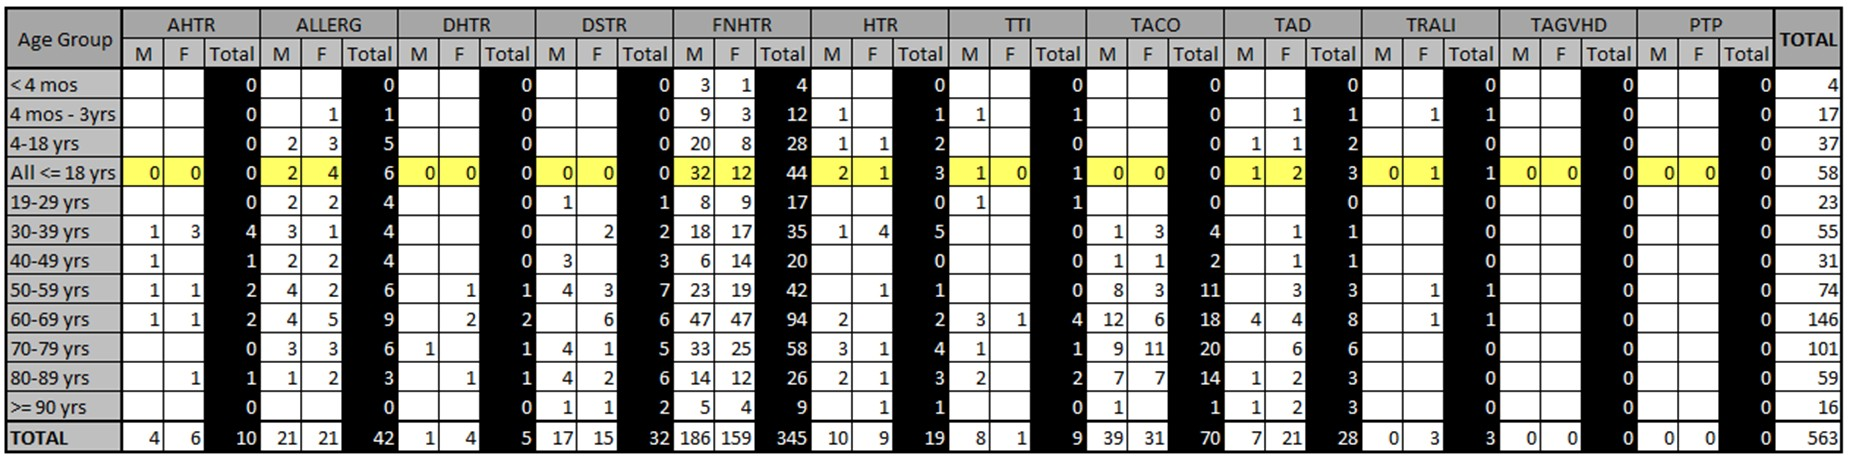 Age Group AHTR ALLERG DHTR DSTR FNHTR HTR TTI TACO TAD TRALI TAGVHD PTP TOTAL
M F Total M F Total M F Total M F Total M F Total M F Total M F Total M F Total M F Total M F Total M F Total M F Total
< 4 mos 0 0 0 0 3 1 4 0 0 0 0 0 0 0 4
4 mos - 3yrs 0 1 1 0 0 9 3 12 1 1 1 1 0 1 1 1 1 0 0 17
4-18 yrs 0 2 3 5 0 0 20 8 28 1 1 2 0 0 1 1 2 0 0 0 37
All <= 18 yrs 0 0 0 2 4 6 0 0 0 0 0 0 32 12 44 2 1 3 1 0 1 0 0 0 1 2 3 0 1 1 0 0 0 0 0 0 58
19-29 yrs 0 2 2 4 0 1 1 8 9 17 0 1 1 0 0 0 0 0 23
30-39 yrs 1 3 4 3 1 4 0 2 2 18 17 35 1 4 5 0 1 3 4 1 1 0 0 0 55
40-49 yrs 1 1 2 2 4 0 3 3 6 14 20 0 0 1 1 2 1 1 0 0 0 31
50-59 yrs 1 1 2 4 2 6 1 1 4 3 7 23 19 42 1 1 0 8 3 11 3 3 1 1 0 0 74
60-69 yrs 1 1 2 4 5 9 2 2 6 6 47 47 94 2 2 3 1 4 12 6 18 4 4 8 1 1 0 0 146
70-79 yrs 0 3 3 6 1 1 4 1 5 33 25 58 3 1 4 1 1 9 11 20 6 6 0 0 0 101
80-89 yrs 1 1 1 2 3 1 1 4 2 6 14 12 26 2 1 3 2 2 7 7 14 1 2 3 0 0 0 59
>= 90 yrs 0 0 0 1 1 2 5 4 9 1 1 0 1 1 1 2 3 0 0 0 16
TOTAL 4 6 10 21 21 42 1 4 5 17 15 32 186 159 345 10 9 19 8 1 9 39 31 70 7 21 28 0 3 3 0 0 0 0 0 0 563